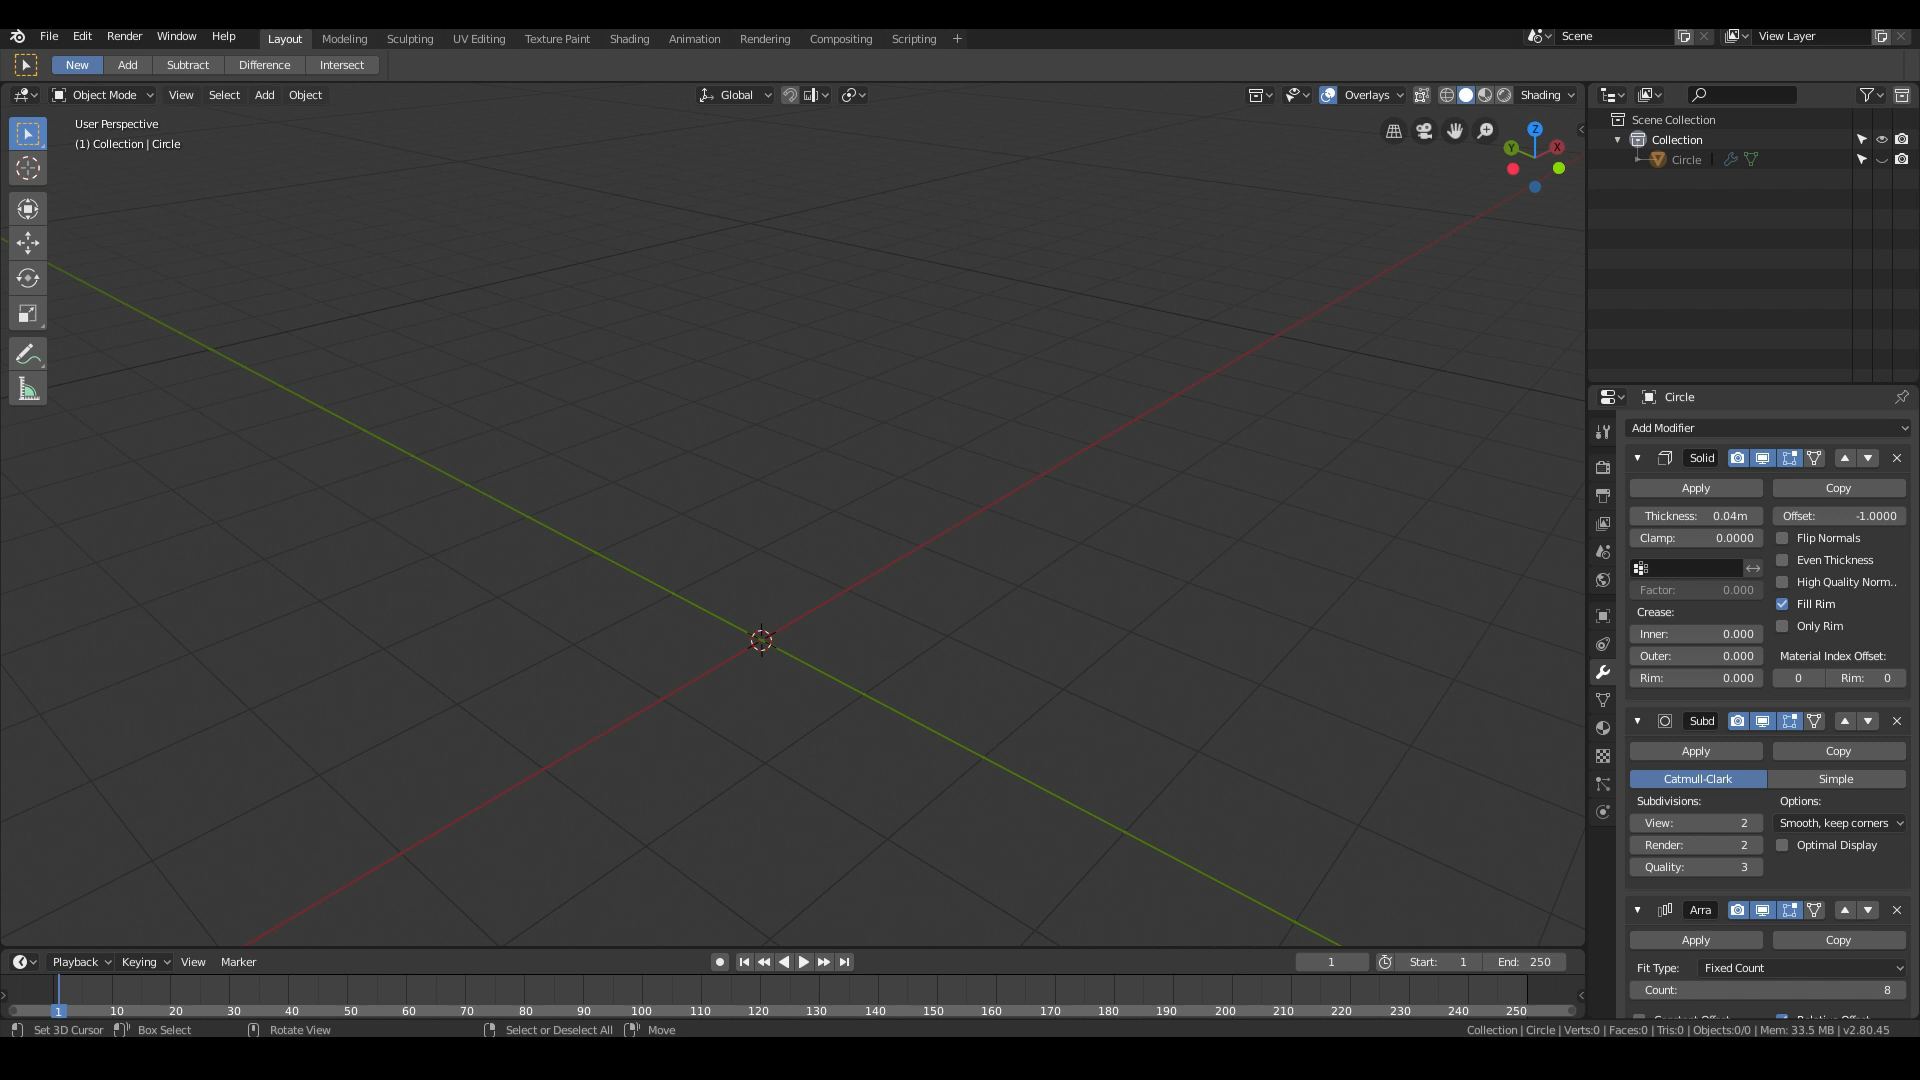 File Edit Render Window Help Layout Modeling Sculpting UV Editing Texture Paint Shading Animation Rendering Compositing Scripting + Scene View Layer
New Add Subtract Difference Intersect
Object Mode View Select Add Object Global Overlays Shading
User Perspective
(1) Collection | Circle
Z
Y
X
Scene Collection
Collection
Circle
Circle
Add Modifier
Solid
Apply Copy
Thickness: 0.04m Offset: -1.0000
Clamp: 0.0000 Flip Normals
Even Thickness
High Quality Norm..
Factor: 0.000
Fill Rim
Crease:
Only Rim
Inner: 0.000
Outer: 0.000 Material Index Offset:
Rim: 0.000 0 Rim: 0
Subd
Apply Copy
Catmull-Clark Simple
Subdivisions: Options:
View: 2 Smooth, keep corners
Render: 2 Optimal Display
Quality: 3
Arra
Apply Copy
Fit Type: Fixed Count
Count: 8
Constant Offset Relative Offset
Playback Keying View Marker 1 Start: 1 End: 250
1 10 20 30 40 50 60 70 80 90 100 110 120 130 140 150 160 170 180 190 200 210 220 230 240 250
Set 3D Cursor Box Select Rotate View Select or Deselect All Move Collection | Circle | Verts:0 | Faces:0 | Tris:0 | Objects:0/0 | Mem: 33.5 MB | v2.80.45